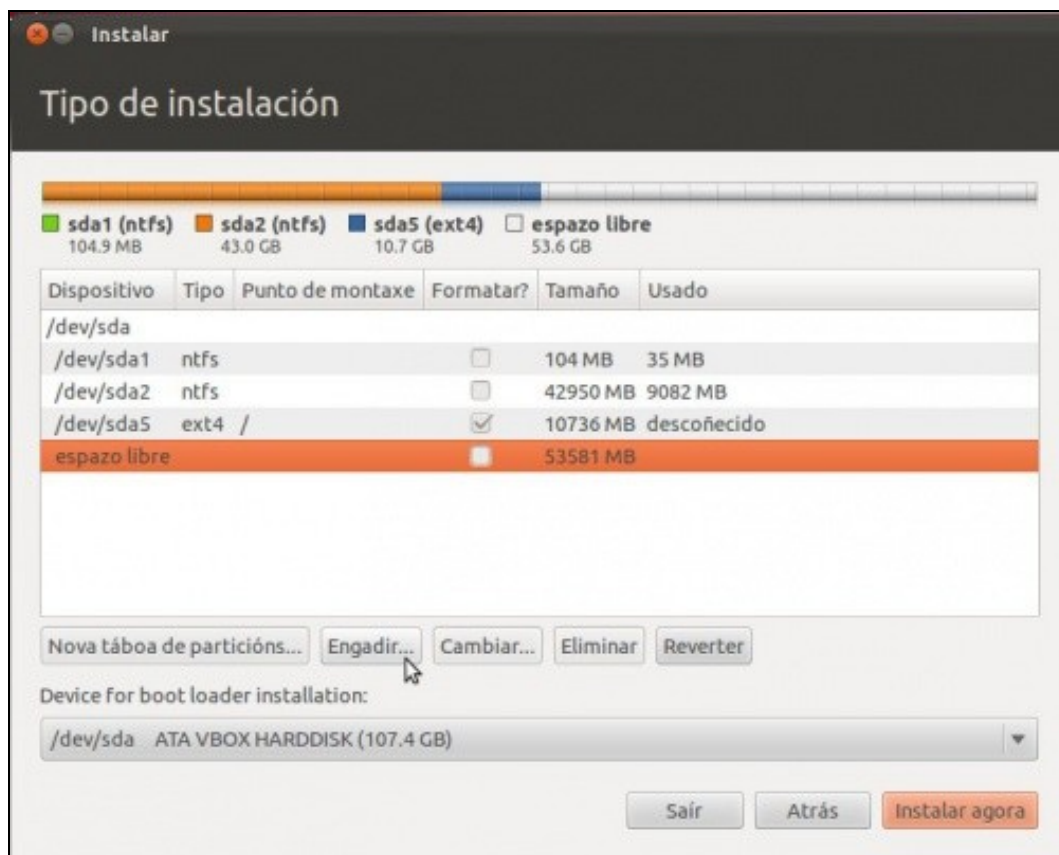 Instalar
Tipo de instalación
sda1 (ntfs) sda2 (ntfs) sda5 (ext4) espazo libre
104.9 MB 43.0 GB 10.7 GB 53.6 GB
Dispositivo Tipo Punto de montaxe Formatar? Tamaño Usado
/dev/sda
/dev/sda1 ntfs 104 MB 35 MB
/dev/sda2 ntfs 42950 MB 9082 MB
/dev/sda5 ext4 / 10736 MB descoñecido
espazo libre 53581 MB
Nova táboa de particións... Engadir... Cambiar... Eliminar Reverter
Device for boot loader installation:
/dev/sda ATA VBOX HARDDISK (107.4 GB)
Saír Atrás Instalar agora